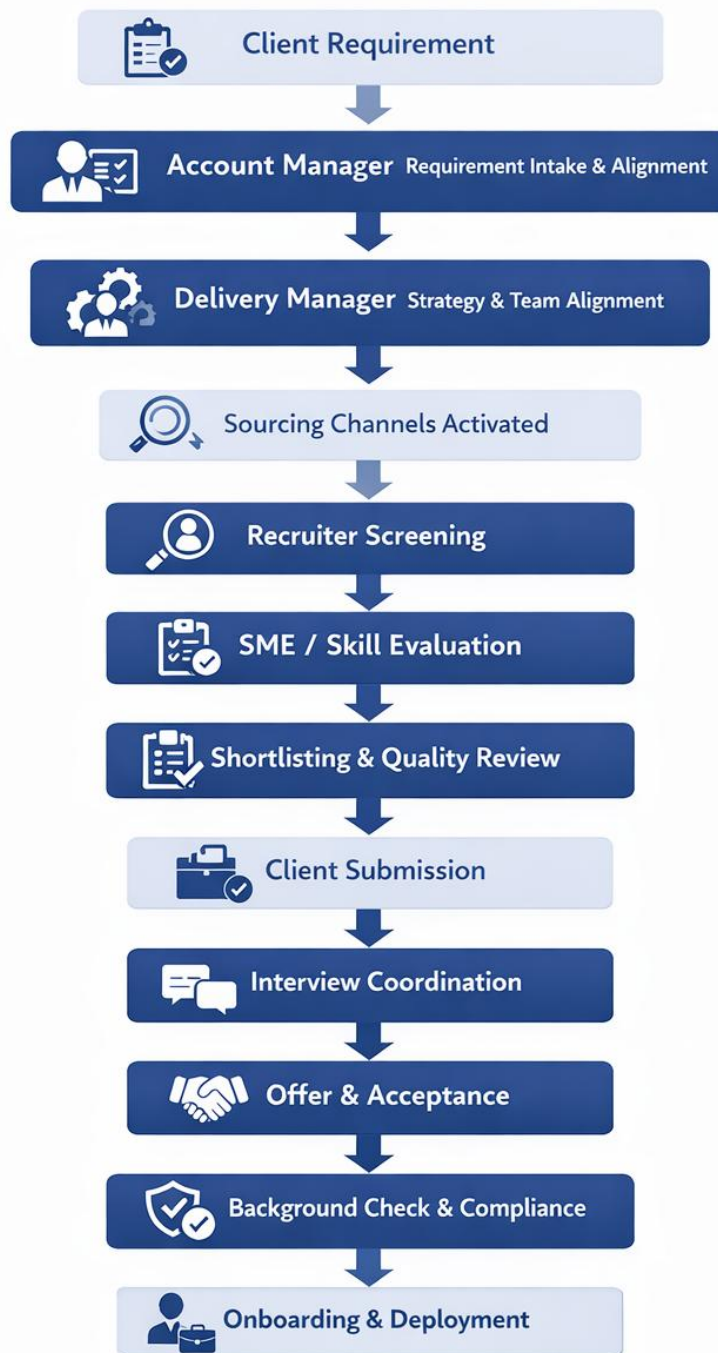 Client Requirement
Account Manager Requirement Intake & Alignment
Delivery Manager Strategy & Team Alignment
Sourcing Channels Activated
Recruiter Screening
SME / Skill Evaluation
Shortlisting & Quality Review
Client Submission
Interview Coordination
Offer & Acceptance
Background Check & Compliance
Onboarding & Deployment